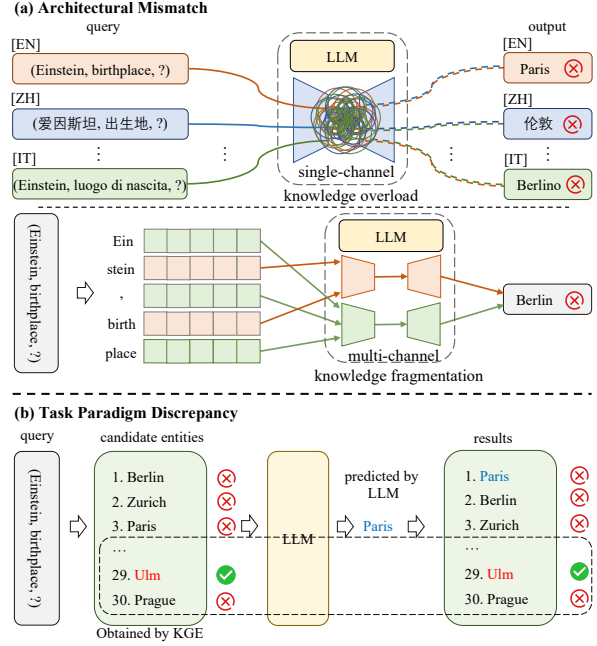 (a) Architectural Mismatch
query
output
[EN]
(Einstein, birthplace, ?)
LLM
[EN]
Paris
[ZH]
(爱因斯坦, 出生地, ?)
[ZH]
伦敦
⋮
⋮
⋮
⋮
[IT]
(Einstein, luogo di nascita, ?)
single-channel
knowledge overload
[IT]
Berlino
(Einstein, birthplace, ?)
Ein
stein
,
birth
place
LLM
multi-channel
knowledge fragmentation
Berlin
(b) Task Paradigm Discrepancy
query
candidate entities
results
(Einstein, birthplace, ?)
1. Berlin
2. Zurich
3. Paris
...
29. Ulm
30. Prague
Obtained by KGE
LLM
predicted by
LLM
Paris
1. Paris
2. Berlin
3. Zurich
...
29. Ulm
30. Prague